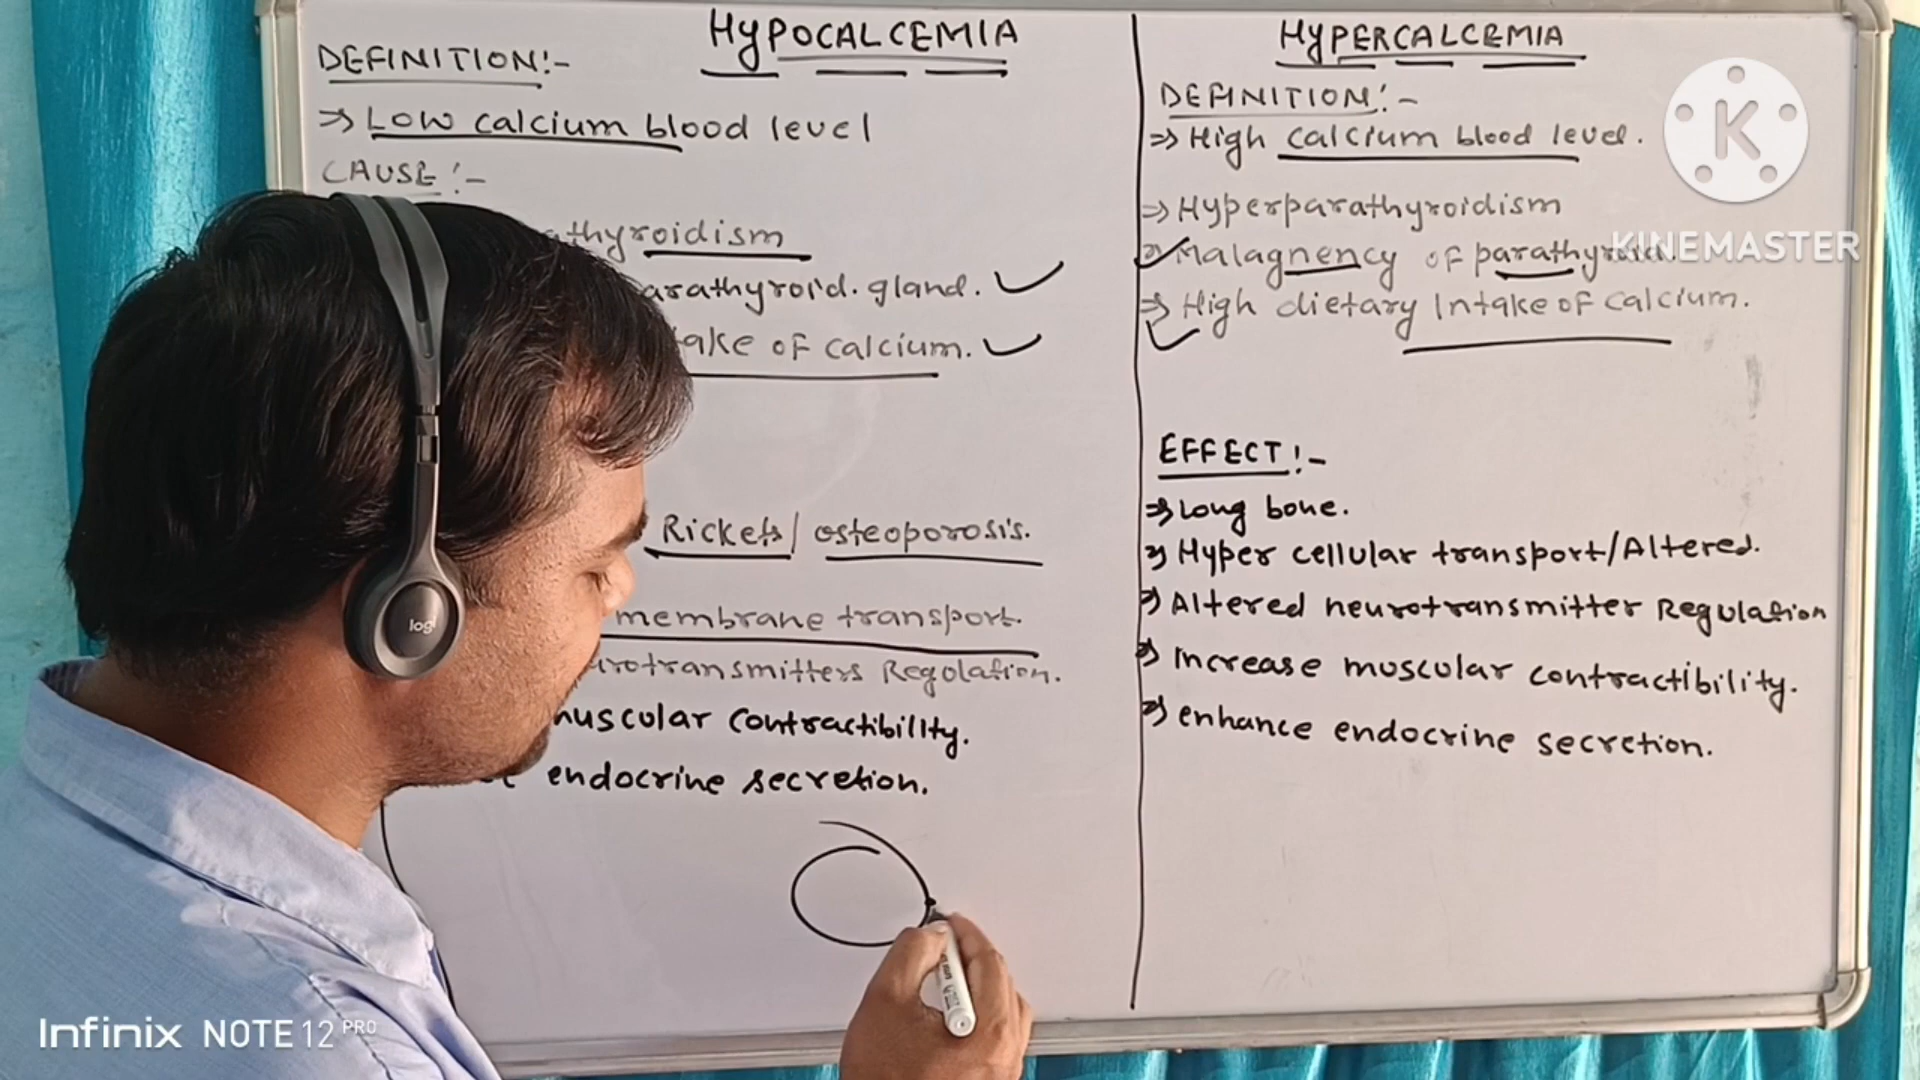 HYPOCALCEMIA
DEFINITION:-
⇒ Low calcium blood level
CAUSE:-
thyroidism
arathyroid. gland.
ake of calcium.
Rickets/osteoporosis.
membrane transport.
urotransmitters Regolation.
muscular contractibility.
endocrine secretion.
HYPERCALCEMIA
DEFINITION:-
⇒ High calcium blood level.
⇒ Hyperparathyroidism
⇒ Malagnency of parathyroid.
⇒ High dietary Intake of calcium.
EFFECT:-
⇒ Long bone.
⇒ Hyper cellular transport/Altered.
⇒ Altered neurotransmitter Regulation
⇒ Increase muscular contractibility.
⇒ enhance endocrine secretion.
K
KINEMASTER
logi
Infinix NOTE 12 PRO